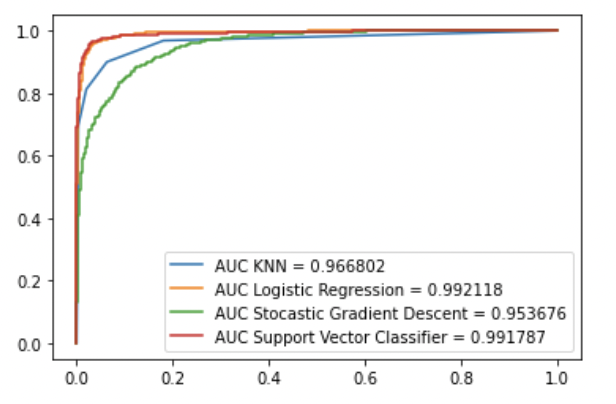 1.0
0.8
0.6
0.4
0.2
0.0
AUC KNN = 0.966802
AUC Logistic Regression = 0.992118
AUC Stocastic Gradient Descent = 0.953676
AUC Support Vector Classifier = 0.991787
0.0 0.2 0.4 0.6 0.8 1.0